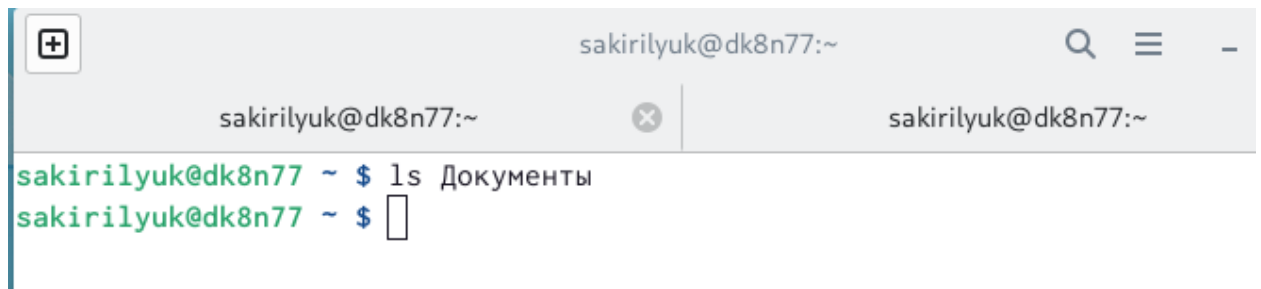 sakirilyuk@dk8n77:~
sakirilyuk@dk8n77:~ sakirilyuk@dk8n77:~
sakirilyuk@dk8n77 ~ $ ls Документы
sakirilyuk@dk8n77 ~ $